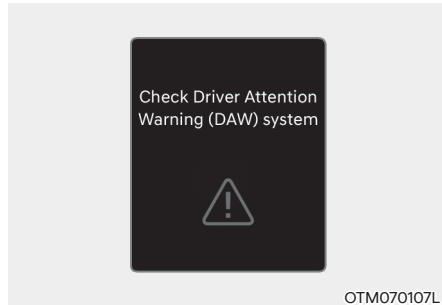 Check Driver Attention
Warning (DAW) system
OTM070107L